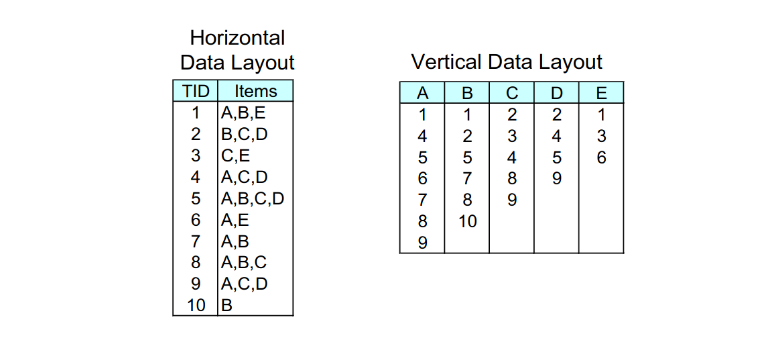 Horizontal
Data Layout
TID Items
1 A,B,E
2 B,C,D
3 C,E
4 A,C,D
5 A,B,C,D
6 A,E
7 A,B
8 A,B,C
9 A,C,D
10 B
Vertical Data Layout
A B C D E
1 1 2 2 1
4 2 3 4 3
5 5 4 5 6
6 7 8 9
7 8 9
8 10
9